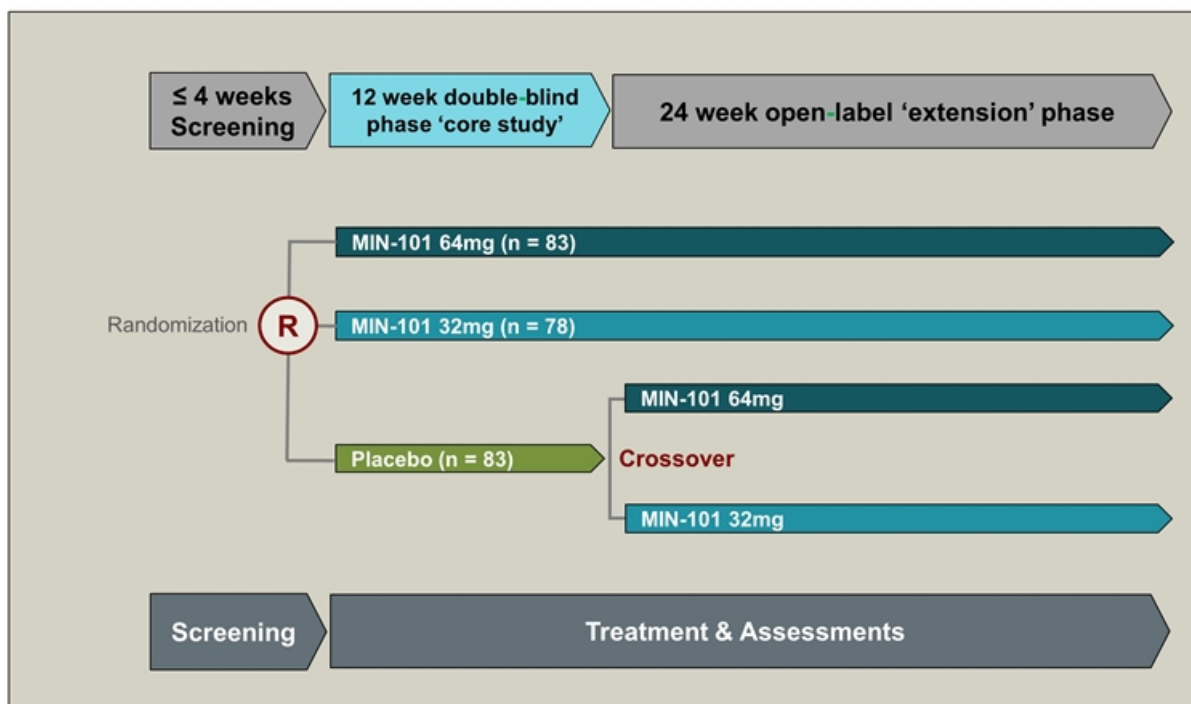 ≤ 4 weeks
Screening
12 week double-blind
phase ‘core study’
24 week open-label ‘extension’ phase
MIN-101 64mg (n = 83)
Randomization
R
MIN-101 32mg (n = 78)
MIN-101 64mg
Placebo (n = 83)
Crossover
MIN-101 32mg
Screening
Treatment & Assessments